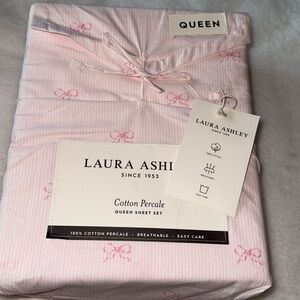 QUEEN
LAURA ASHLEY
SINCE 1953
LAURA ASHL
SINCE 1953
Cotton Percale
QUEEN SHEET SET
100% COTTON PERCALE • BREATHABLE • EASY CARE